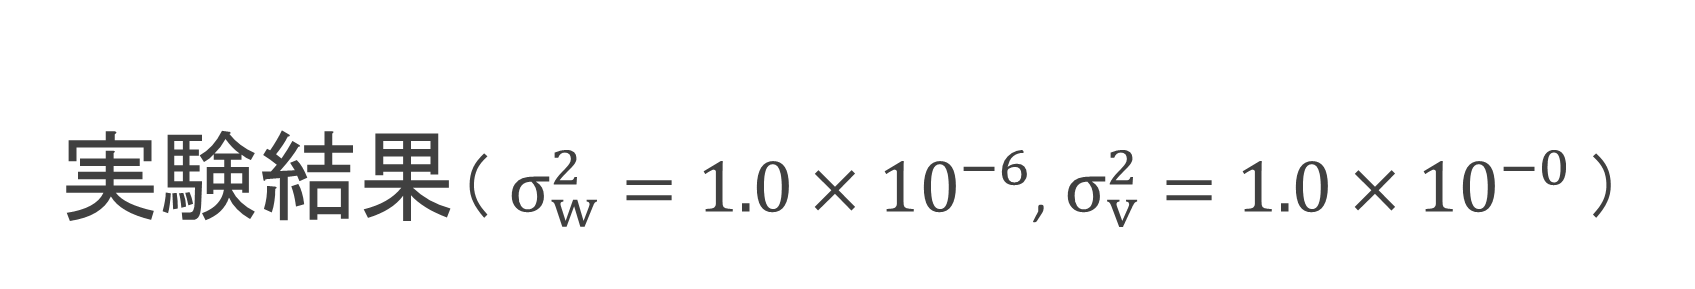 実験結果( σ_w^2 = 1.0 × 10^{−6}, σ_v^2 = 1.0 × 10^{−0} )